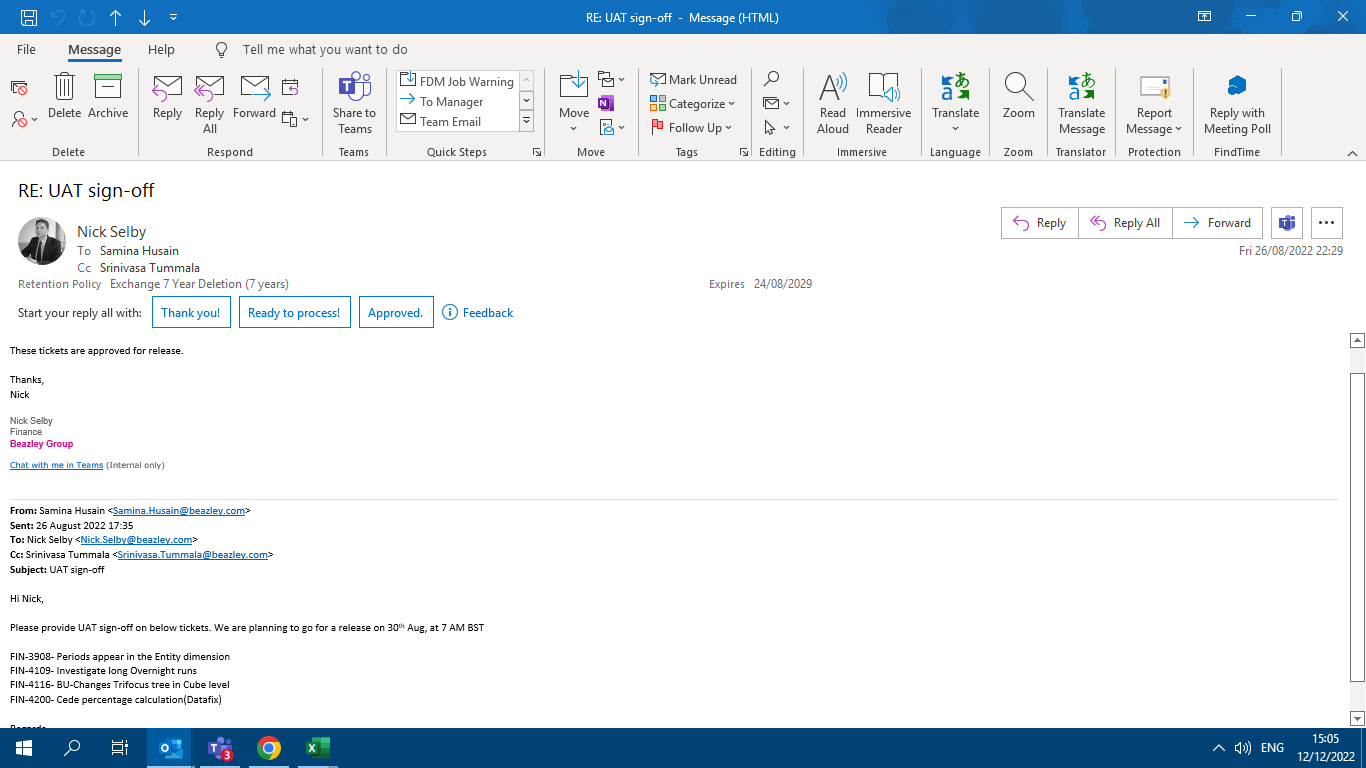 RE: UAT sign-off - Message (HTML)
File Message Help Tell me what you want to do
Delete Archive
Reply Reply All Forward
Share to Teams
FDM Job Warning
To Manager
Team Email
Move
Mark Unread
Categorize
Follow Up
Read Aloud Immersive Reader
Translate
Zoom
Translate Message
Report Message
Reply with Meeting Poll
Delete Respond Teams Quick Steps Move Tags Editing Immersive Language Zoom Translator Protection FindTime
RE: UAT sign-off
Nick Selby
To Samina Husain
Cc Srinivasa Tummala
Reply Reply All Forward
Fri 26/08/2022 22:29
Retention Policy Exchange 7 Year Deletion (7 years) Expires 24/08/2029
Start your reply all with: Thank you! Ready to process! Approved. Feedback
These tickets are approved for release.
Thanks,
Nick
Nick Selby
Finance
Beazley Group
Chat with me in Teams (Internal only)
From: Samina Husain <Samina.Husain@beazley.com>
Sent: 26 August 2022 17:35
To: Nick Selby <Nick.Selby@beazley.com>
Cc: Srinivasa Tummala <Srinivasa.Tummala@beazley.com>
Subject: UAT sign-off
Hi Nick,
Please provide UAT sign-off on below tickets. We are planning to go for a release on 30th Aug, at 7 AM BST
FIN-3908- Periods appear in the Entity dimension
FIN-4109- Investigate long Overnight runs
FIN-4116- BU-Changes Trifocus tree in Cube level
FIN-4200- Cede percentage calculation(Datafix)
3
ENG
15:05
12/12/2022